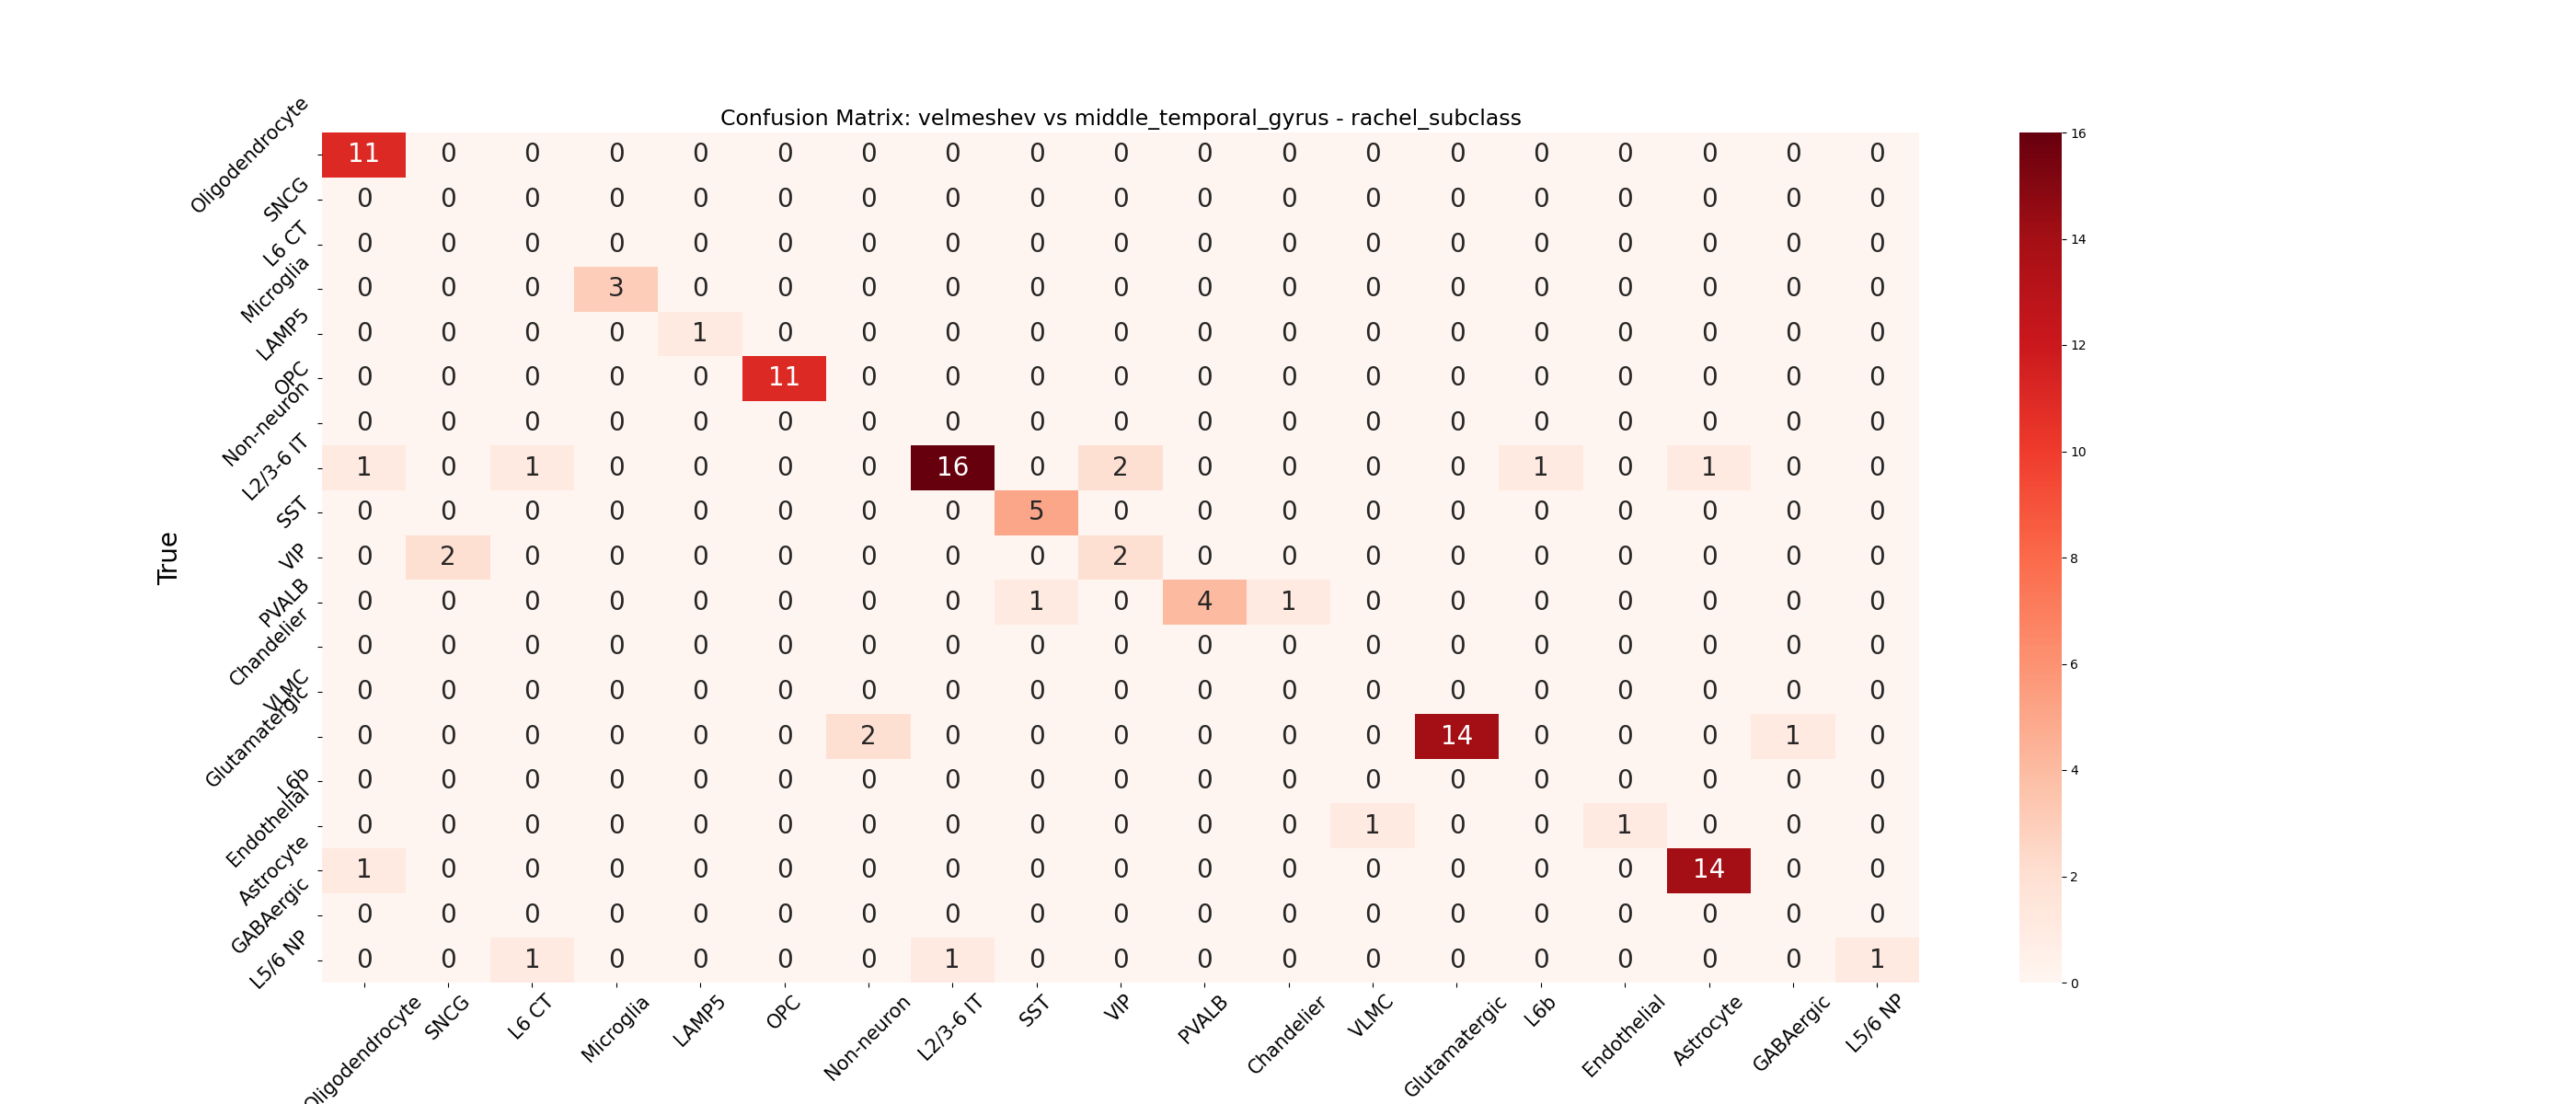 Confusion Matrix: velmeshev vs middle_temporal_gyrus - rachel_subclass
True
Oligodendrocyte 11 0 0 0 0 0 0 0 0 0 0 0 0 0 0 0 0 0 0
SNCG 0 0 0 0 0 0 0 0 0 0 0 0 0 0 0 0 0 0 0
L6 CT 0 0 0 0 0 0 0 0 0 0 0 0 0 0 0 0 0 0 0
Microglia 0 0 0 3 0 0 0 0 0 0 0 0 0 0 0 0 0 0 0
LAMP5 0 0 0 0 1 0 0 0 0 0 0 0 0 0 0 0 0 0 0
OPC 0 0 0 0 0 11 0 0 0 0 0 0 0 0 0 0 0 0 0
Non-neuron 0 0 0 0 0 0 0 0 0 0 0 0 0 0 0 0 0 0 0
L2/3-6 IT 1 0 1 0 0 0 0 16 0 2 0 0 0 0 1 0 1 0 0
SST 0 0 0 0 0 0 0 0 5 0 0 0 0 0 0 0 0 0 0
VIP 0 2 0 0 0 0 0 0 0 2 0 0 0 0 0 0 0 0 0
PVALB 0 0 0 0 0 0 0 0 1 0 4 1 0 0 0 0 0 0 0
Chandelier 0 0 0 0 0 0 0 0 0 0 0 0 0 0 0 0 0 0 0
VLMC 0 0 0 0 0 0 0 0 0 0 0 0 0 0 0 0 0 0 0
Glutamatergic 0 0 0 0 0 0 2 0 0 0 0 0 0 14 0 0 0 1 0
L6b 0 0 0 0 0 0 0 0 0 0 0 0 0 0 0 0 0 0 0
Endothelial 0 0 0 0 0 0 0 0 0 0 0 0 1 0 0 1 0 0 0
Astrocyte 1 0 0 0 0 0 0 0 0 0 0 0 0 0 0 0 14 0 0
GABAergic 0 0 0 0 0 0 0 0 0 0 0 0 0 0 0 0 0 0 0
L5/6 NP 0 0 1 0 0 0 0 1 0 0 0 0 0 0 0 0 0 0 1
Oligodendrocyte SNCG L6 CT Microglia LAMP5 OPC Non-neuron L2/3-6 IT SST VIP PVALB Chandelier VLMC Glutamatergic L6b Endothelial Astrocyte GABAergic L5/6 NP
16
14
12
10
8
6
4
2
0